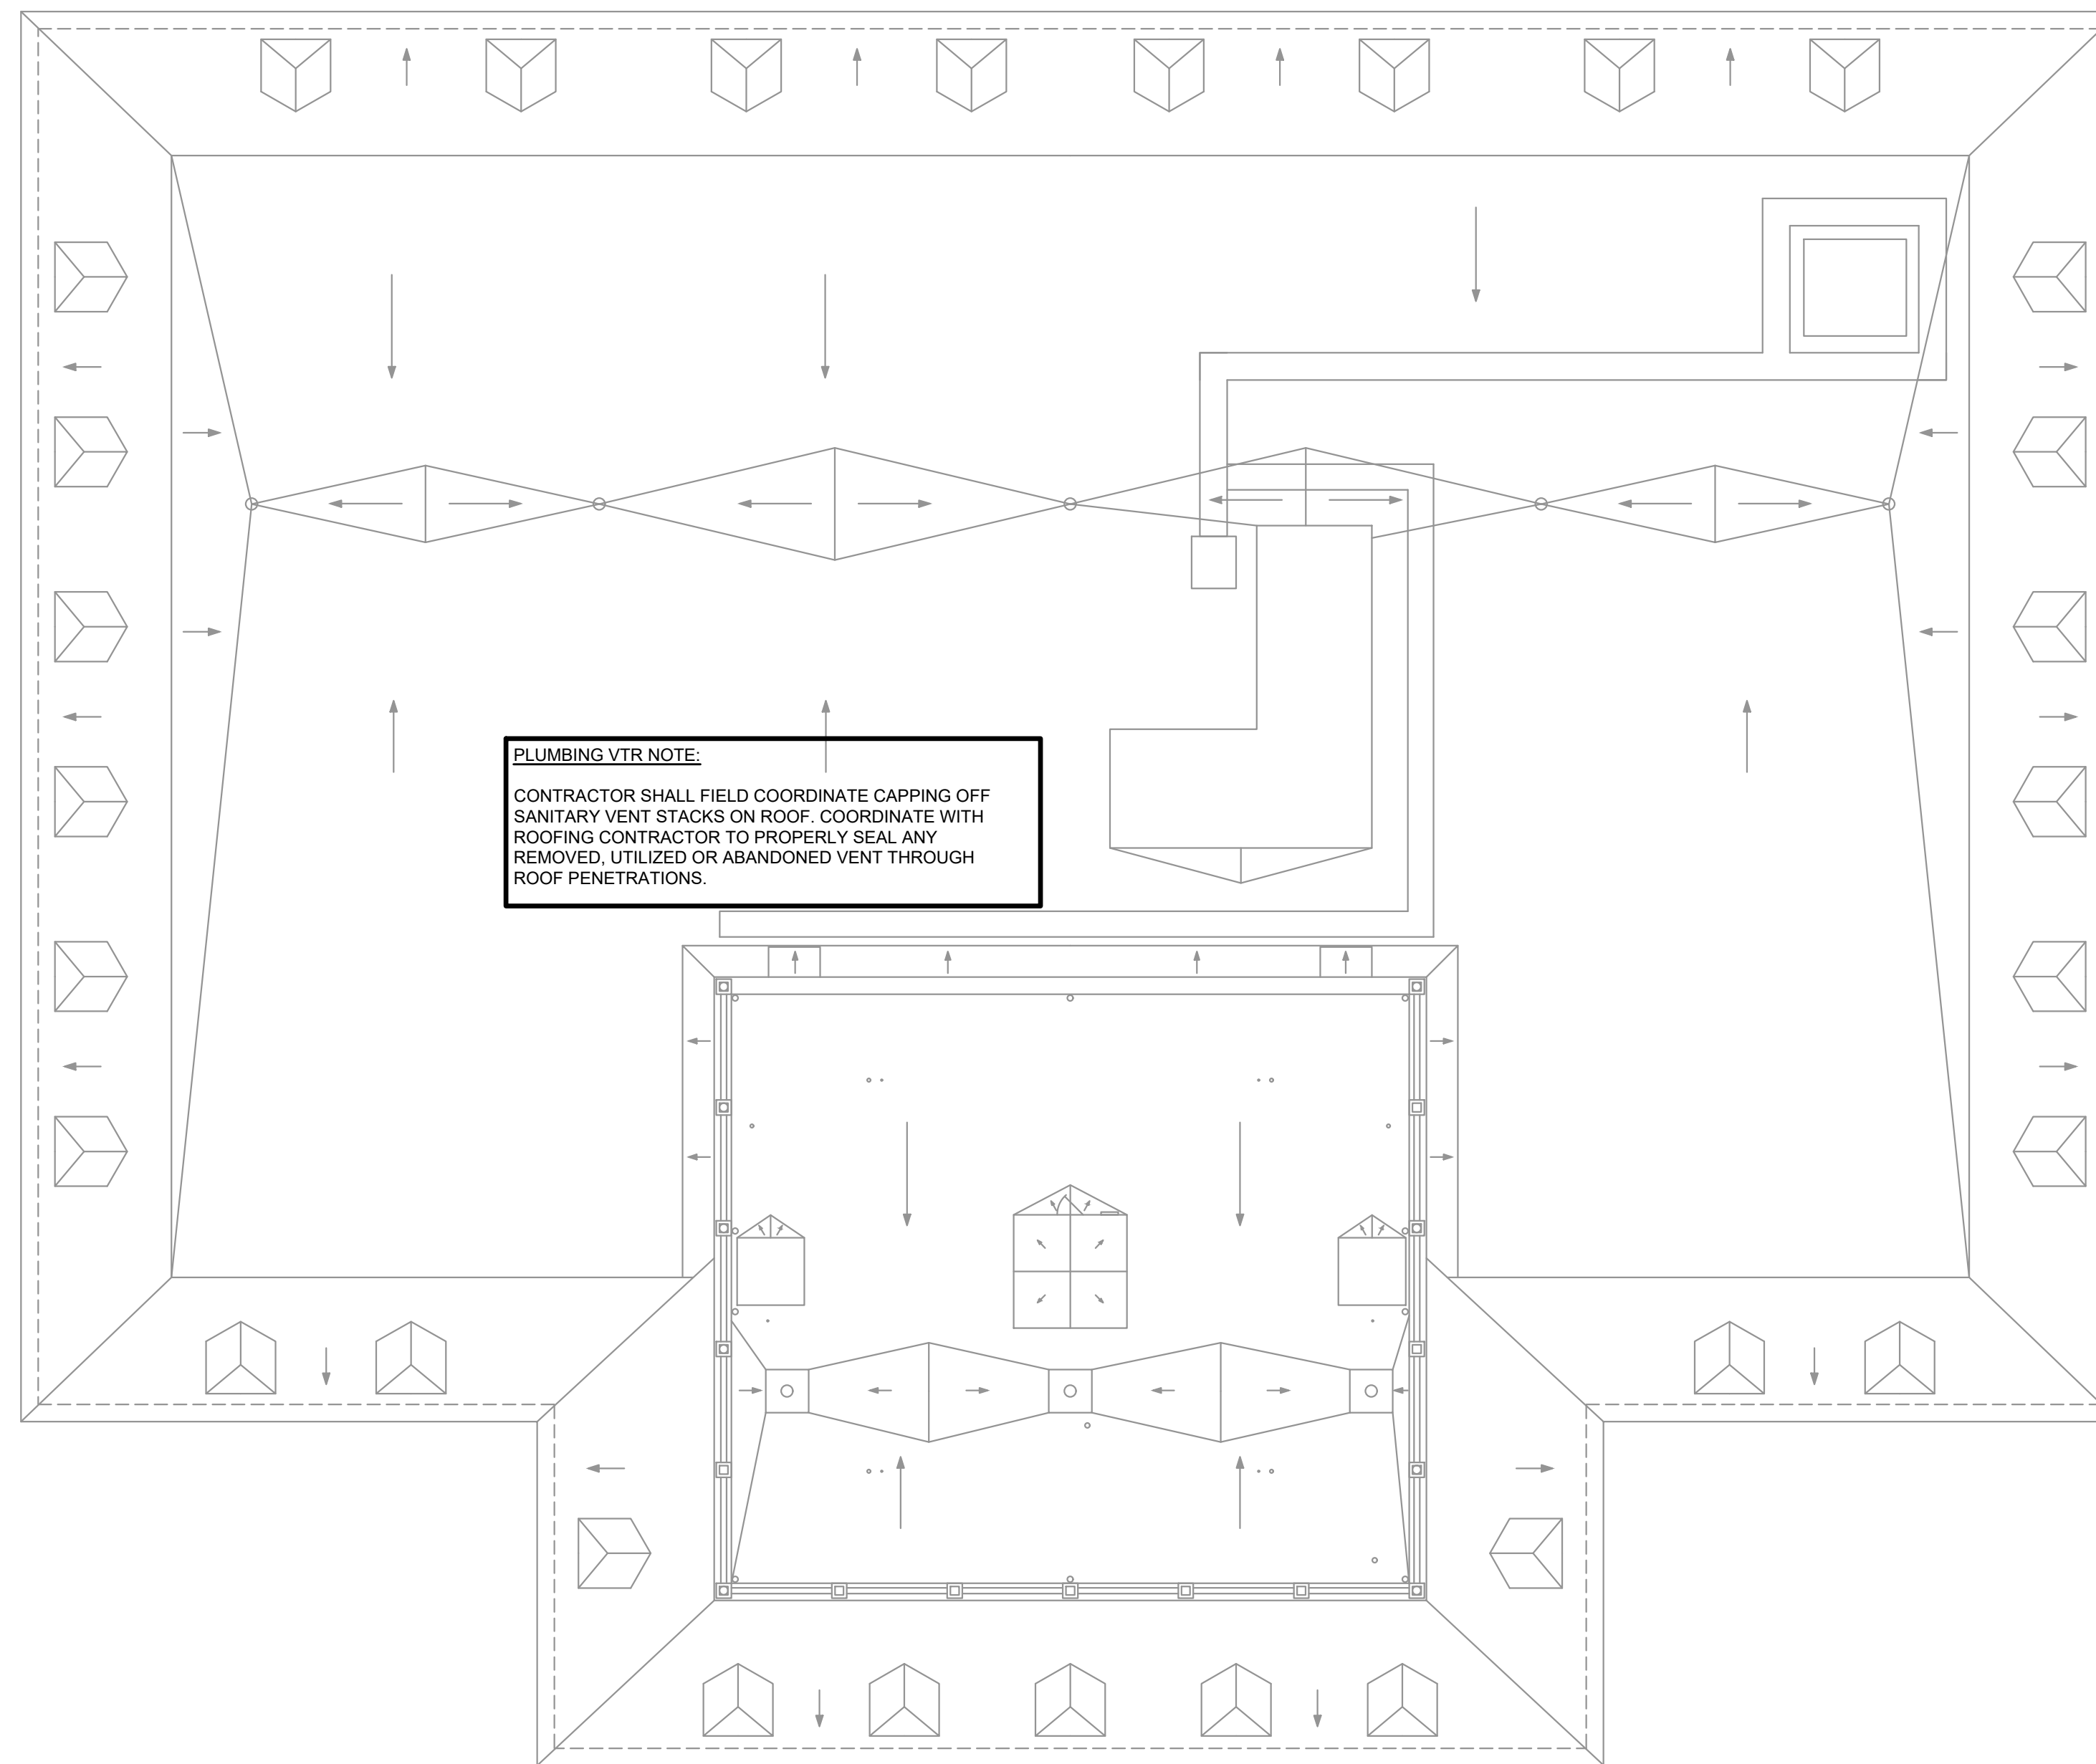 PLUMBING VTR NOTE:
CONTRACTOR SHALL FIELD COORDINATE CAPPING OFF
SANITARY VENT STACKS ON ROOF. COORDINATE WITH
ROOFING CONTRACTOR TO PROPERLY SEAL ANY
REMOVED, UTILIZED OR ABANDONED VENT THROUGH
ROOF PENETRATIONS.